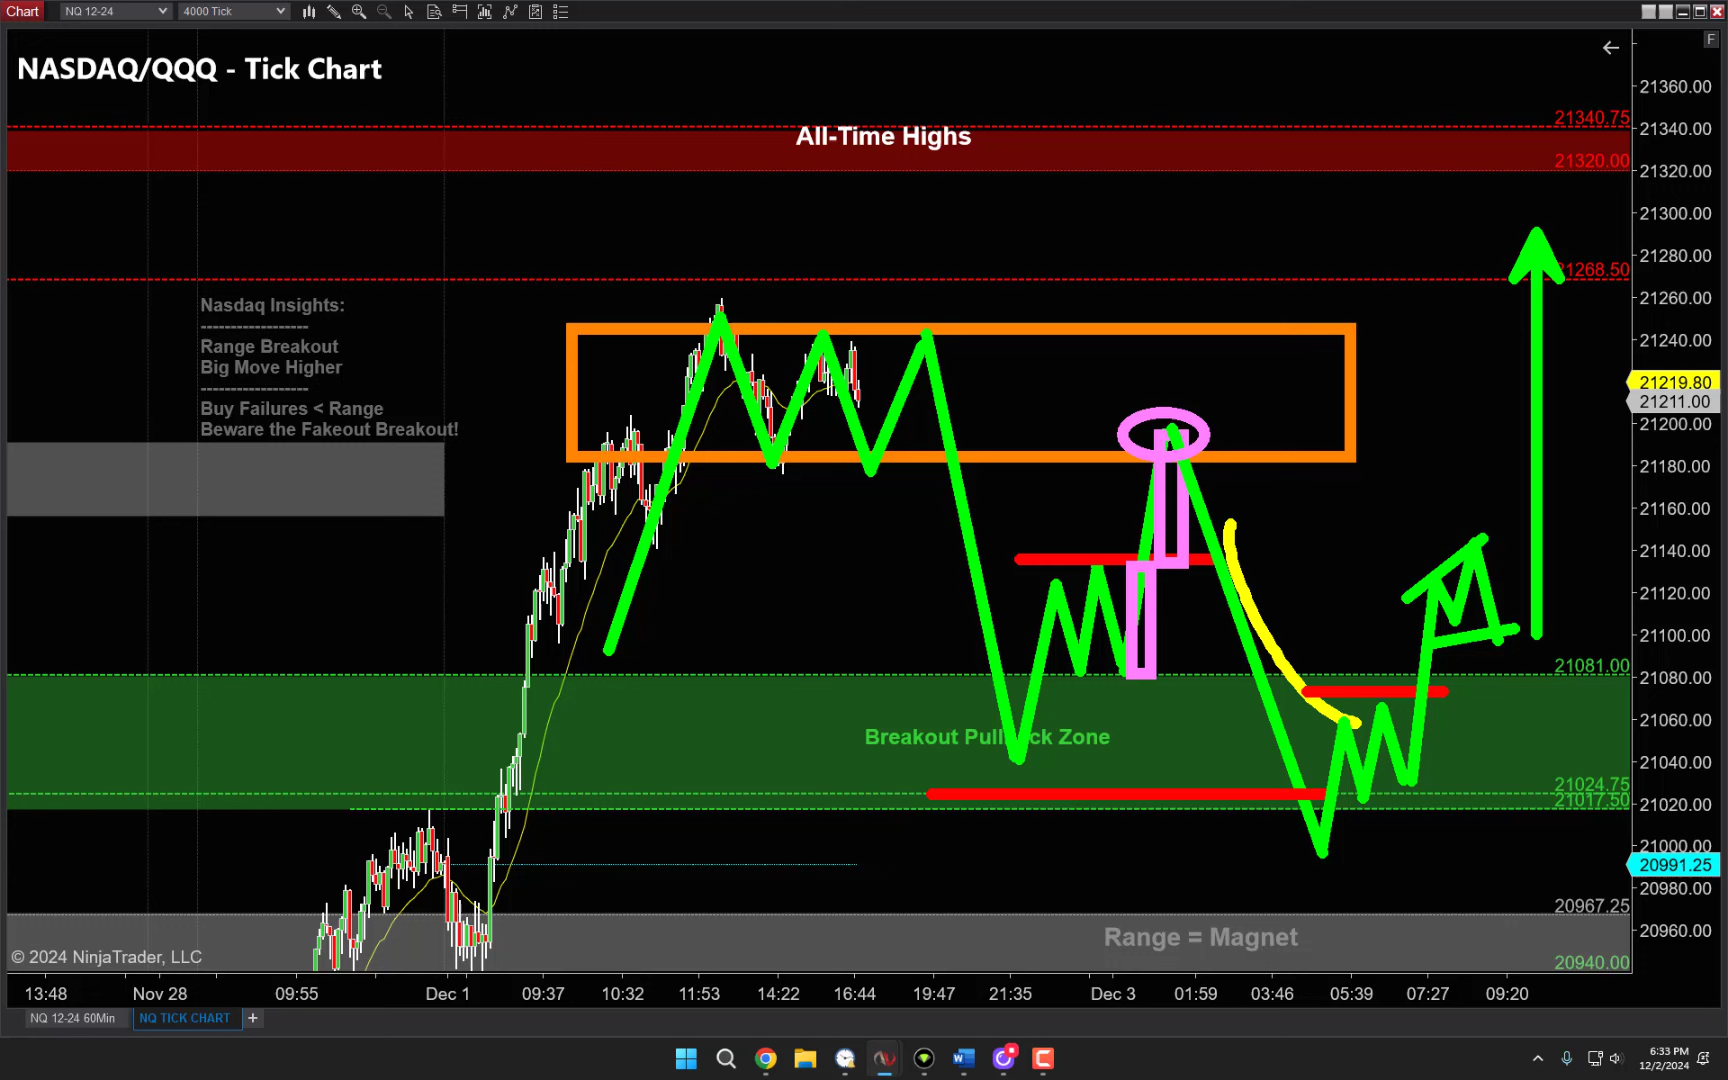 Chart
NQ 12-24
4000 Tick
F
NASDAQ/QQQ - Tick Chart
All-Time Highs
21340.75
21320.00
21268.50
Nasdaq Insights:
------------------
Range Breakout
Big Move Higher
------------------
Buy Failures < Range
Beware the Fakeout Breakout!
21081.00
Breakout Pullback Zone
21024.75
21017.50
20967.25
Range = Magnet
20940.00
21360.00
21340.00
21320.00
21300.00
21280.00
21260.00
21240.00
21219.80
21211.00
21200.00
21180.00
21160.00
21140.00
21120.00
21100.00
21080.00
21060.00
21040.00
21020.00
21000.00
20991.25
20980.00
20960.00
© 2024 NinjaTrader, LLC
13:48 Nov 28 09:55 Dec 1 09:37 10:32 11:53 14:22 16:44 19:47 21:35 Dec 3 01:59 03:46 05:39 07:27 09:20
NQ 12-24 60Min
NQ TICK CHART
+
6:33 PM
12/2/2024